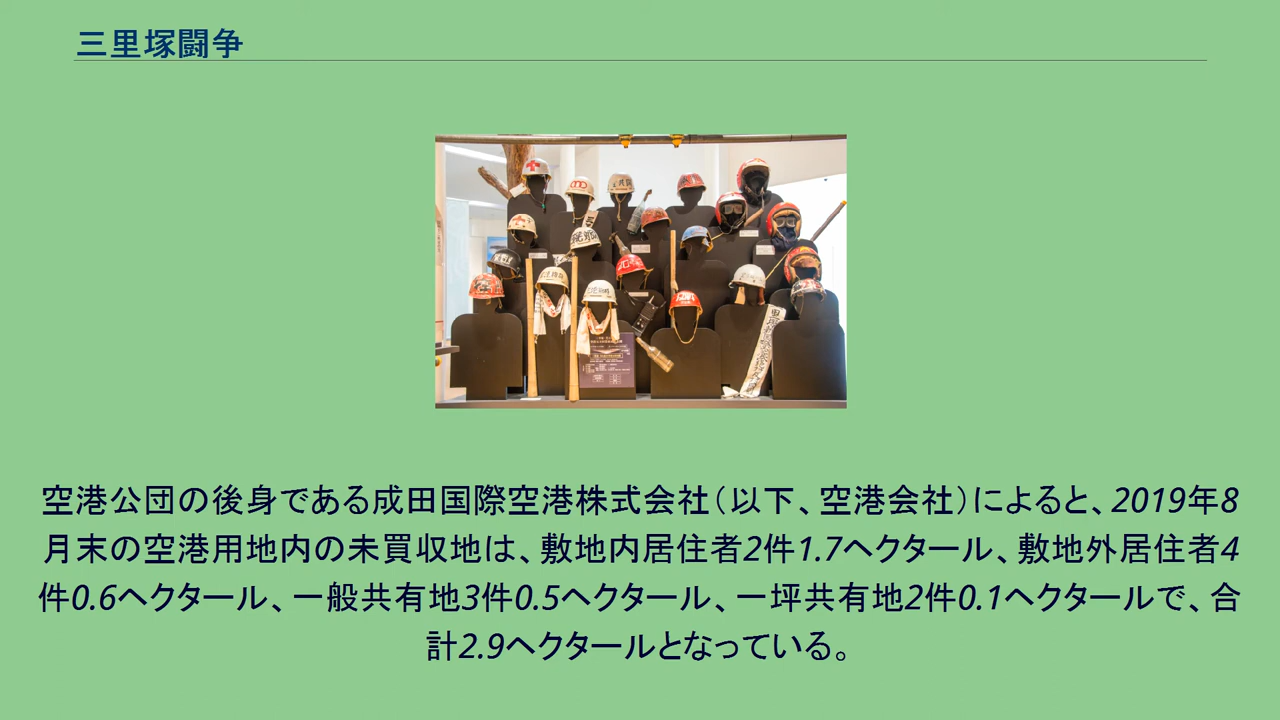 三里塚闘争
空港公団の後身である成田国際空港株式会社（以下、空港会社）によると、2019年8
月末の空港用地内の未買収地は、敷地内居住者2件1.7ヘクタール、敷地外居住者4
件0.6ヘクタール、一般共有地3件0.5ヘクタール、一坪共有地2件0.1ヘクタールで、合
計2.9ヘクタールとなっている。